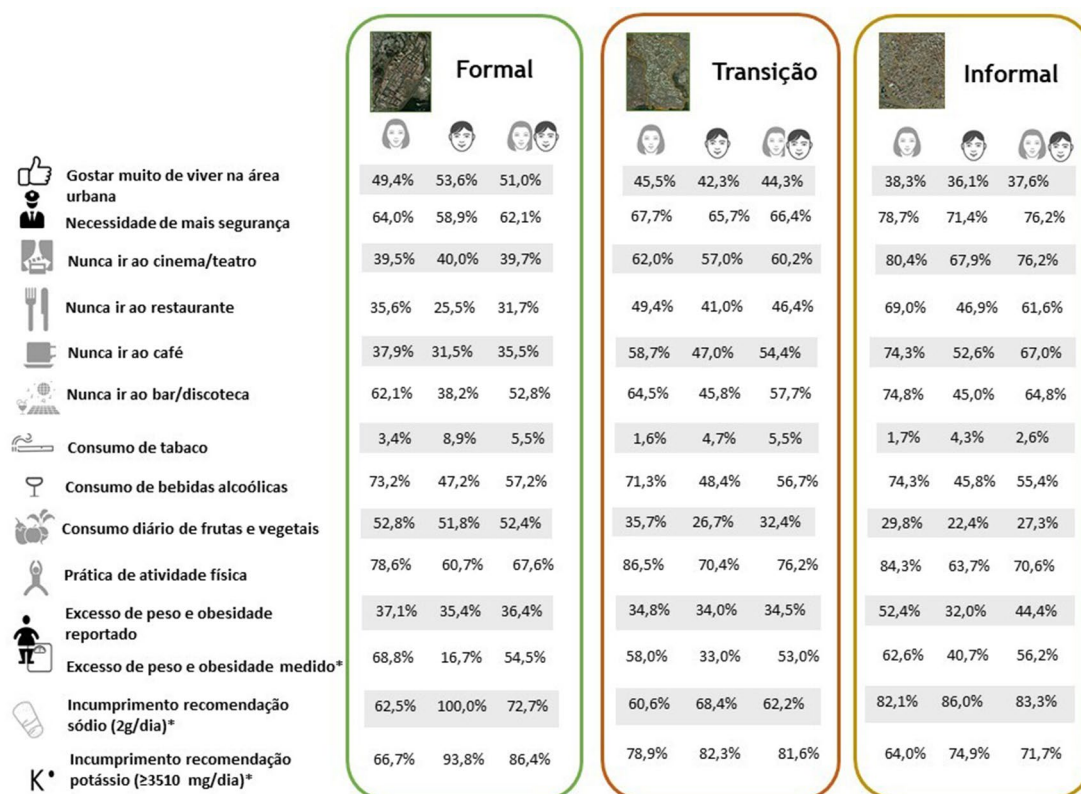 Formal
Transição
Informal
Gostar muito de viver na área
urbana
49,4% 53,6% 51,0% 45,5% 42,3% 44,3% 38,3% 36,1% 37,6%
Necessidade de mais segurança
64,0% 58,9% 62,1% 67,7% 65,7% 66,4% 78,7% 71,4% 76,2%
Nunca ir ao cinema/teatro
39,5% 40,0% 39,7% 62,0% 57,0% 60,2% 80,4% 67,9% 76,2%
Nunca ir ao restaurante
35,6% 25,5% 31,7% 49,4% 41,0% 46,4% 69,0% 46,9% 61,6%
Nunca ir ao café
37,9% 31,5% 35,5% 58,7% 47,0% 54,4% 74,3% 52,6% 67,0%
Nunca ir ao bar/discoteca
62,1% 38,2% 52,8% 64,5% 45,8% 57,7% 74,8% 45,0% 64,8%
Consumo de tabaco
3,4% 8,9% 5,5% 1,6% 4,7% 5,5% 1,7% 4,3% 2,6%
Consumo de bebidas alcoólicas
73,2% 47,2% 57,2% 71,3% 48,4% 56,7% 74,3% 45,8% 55,4%
Consumo diário de frutas e vegetais
52,8% 51,8% 52,4% 35,7% 26,7% 32,4% 29,8% 22,4% 27,3%
Prática de atividade física
78,6% 60,7% 67,6% 86,5% 70,4% 76,2% 84,3% 63,7% 70,6%
Excesso de peso e obesidade
reportado
37,1% 35,4% 36,4% 34,8% 34,0% 34,5% 52,4% 32,0% 44,4%
Excesso de peso e obesidade medido*
68,8% 16,7% 54,5% 58,0% 33,0% 53,0% 62,6% 40,7% 56,2%
Incumprimento recomendação
sódio (2g/dia)*
62,5% 100,0% 72,7% 60,6% 68,4% 62,2% 82,1% 86,0% 83,3%
Incumprimento recomendação
potássio (≥3510 mg/dia)*
66,7% 93,8% 86,4% 78,9% 82,3% 81,6% 64,0% 74,9% 71,7%
K